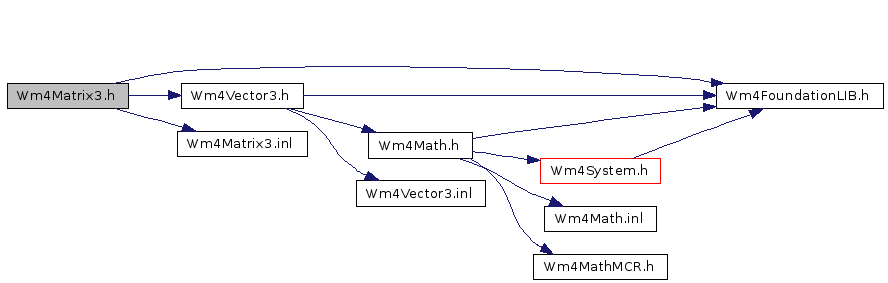 Wm4Matrix3.h
Wm4Vector3.h
Wm4FoundationLIB.h
Wm4Matrix3.inl
Wm4Math.h
Wm4System.h
Wm4Vector3.inl
Wm4Math.inl
Wm4MathMCR.h